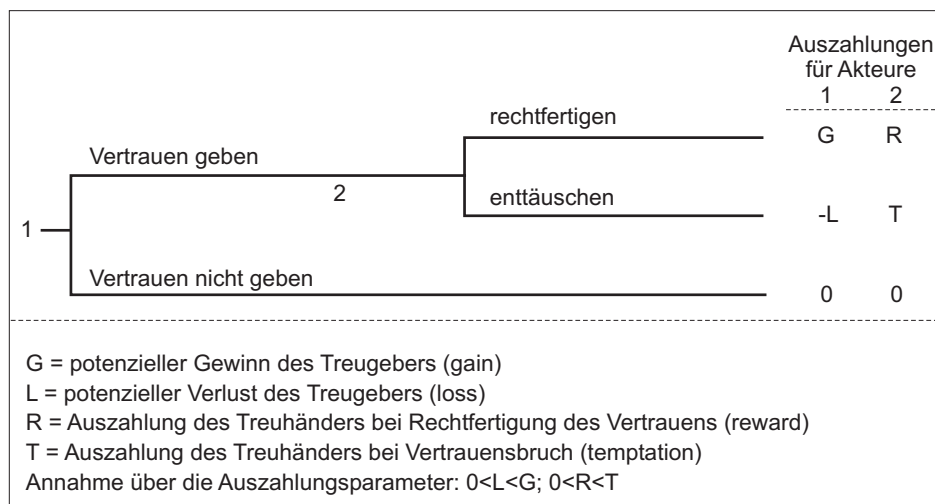 Auszahlungen
für Akteure
1 2
rechtfertigen
G R
Vertrauen geben
2
enttäuschen
-L T
1
Vertrauen nicht geben
0 0
G = potenzieller Gewinn des Treugebers (gain)
L = potenzieller Verlust des Treugebers (loss)
R = Auszahlung des Treuhänders bei Rechtfertigung des Vertrauens (reward)
T = Auszahlung des Treuhänders bei Vertrauensbruch (temptation)
Annahme über die Auszahlungsparameter: 0<L<G; 0<R<T